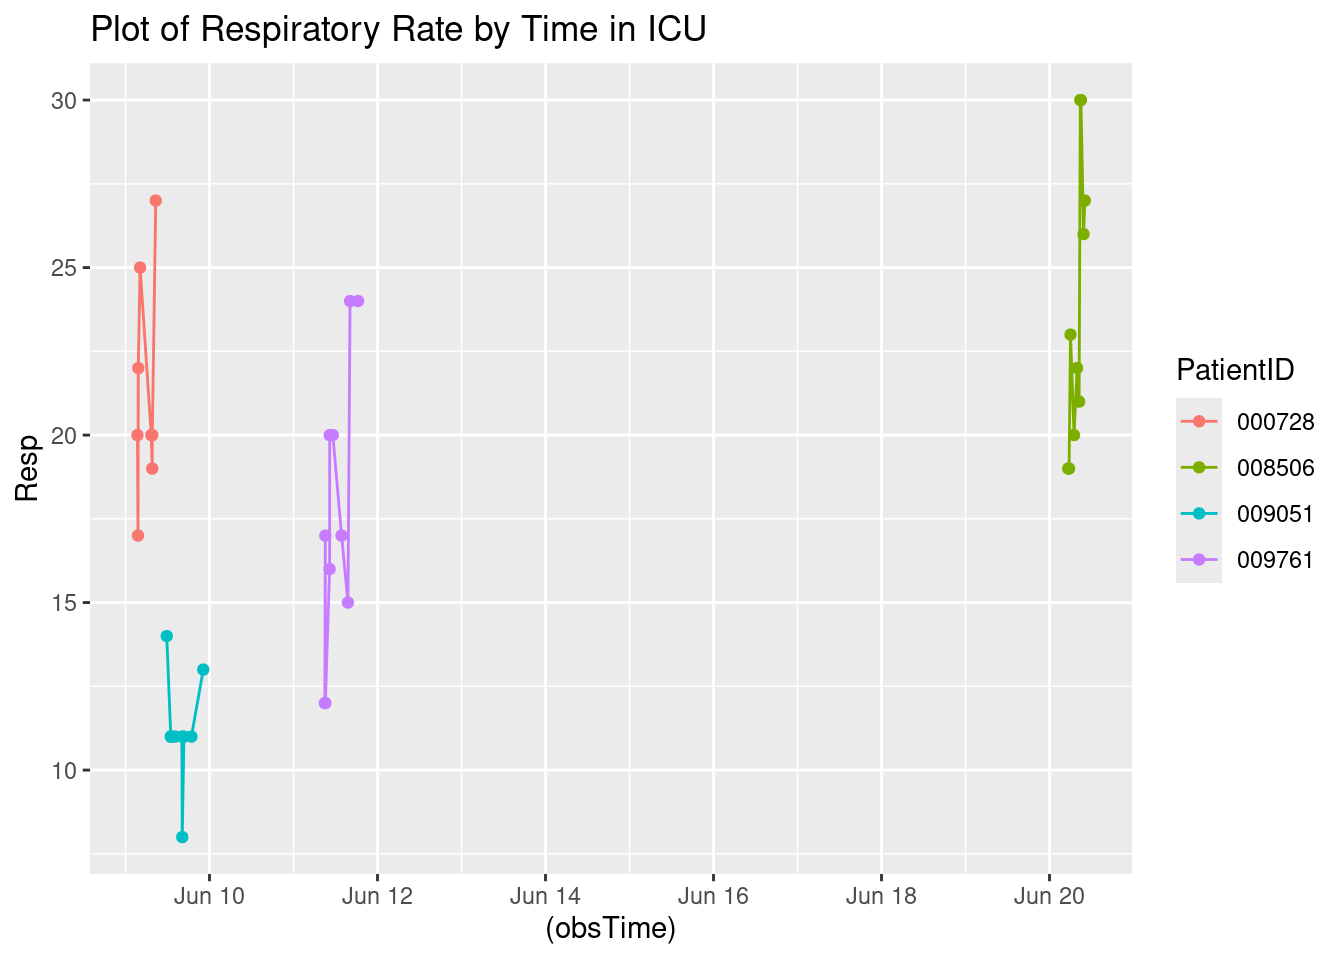 Plot of Respiratory Rate by Time in ICU
30
25
20
15
10
Resp
Jun 10 Jun 12 Jun 14 Jun 16 Jun 18 Jun 20
(obsTime)
PatientID
000728
008506
009051
009761